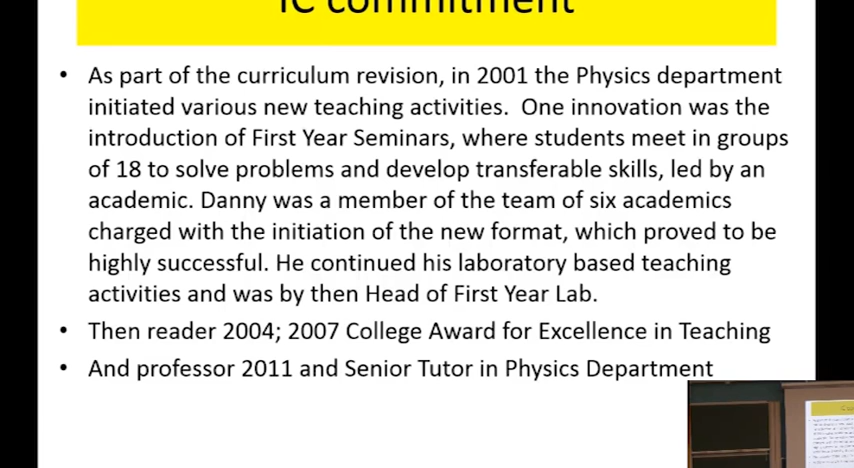 IC commitment
• As part of the curriculum revision, in 2001 the Physics department
initiated various new teaching activities.  One innovation was the
introduction of First Year Seminars, where students meet in groups
of 18 to solve problems and develop transferable skills, led by an
academic. Danny was a member of the team of six academics
charged with the initiation of the new format, which proved to be
highly successful. He continued his laboratory based teaching
activities and was by then Head of First Year Lab.
• Then reader 2004; 2007 College Award for Excellence in Teaching
• And professor 2011 and Senior Tutor in Physics Department